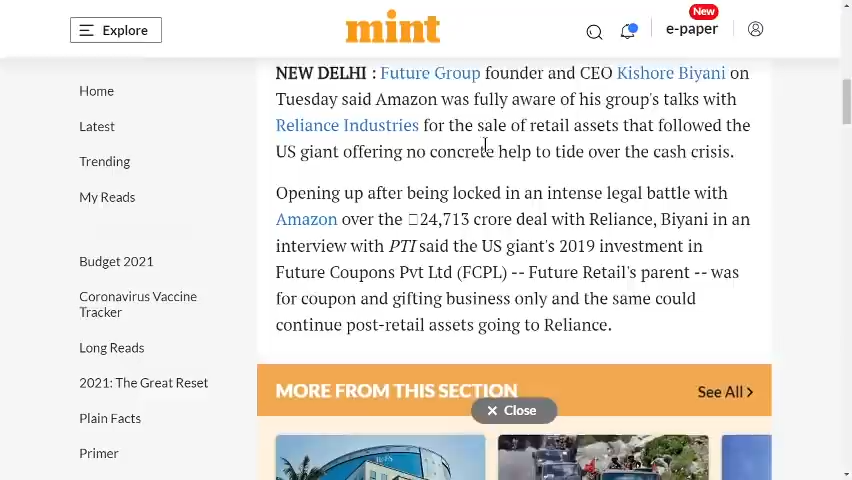 Explore
mint
New
e-paper
Home
Latest
Trending
My Reads
Budget 2021
Coronavirus Vaccine
Tracker
Long Reads
2021: The Great Reset
Plain Facts
Primer
NEW DELHI : Future Group founder and CEO Kishore Biyani on
Tuesday said Amazon was fully aware of his group's talks with
Reliance Industries for the sale of retail assets that followed the
US giant offering no concrete help to tide over the cash crisis.
Opening up after being locked in an intense legal battle with
Amazon over the □24,713 crore deal with Reliance, Biyani in an
interview with PTI said the US giant's 2019 investment in
Future Coupons Pvt Ltd (FCPL) -- Future Retail's parent -- was
for coupon and gifting business only and the same could
continue post-retail assets going to Reliance.
MORE FROM THIS SECTION
See All
Close